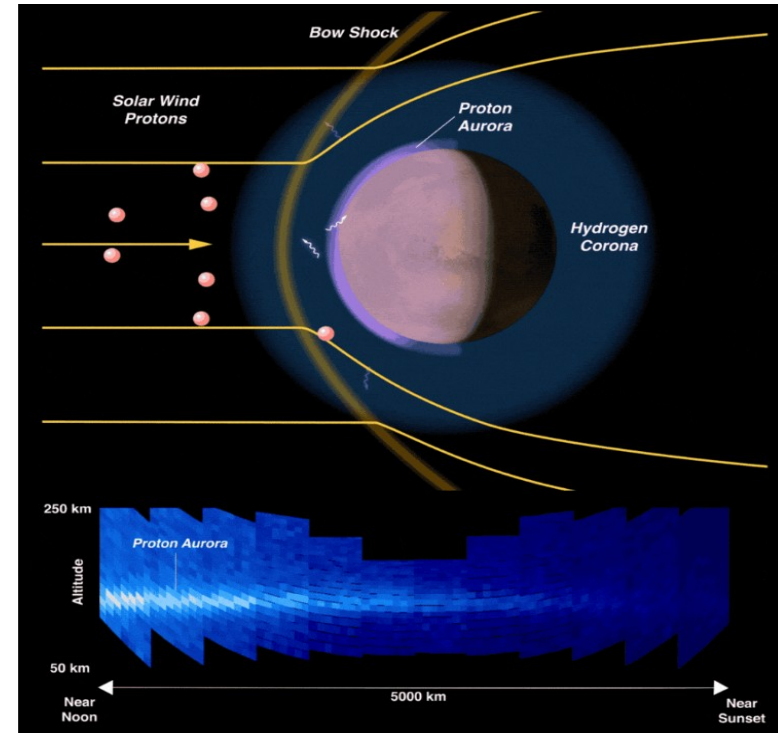 Bow Shock
Solar Wind
Protons
Proton
Aurora
Hydrogen
Corona
250 km
Proton Aurora
Altitude
50 km
5000 km
Near
Noon
Near
Sunset